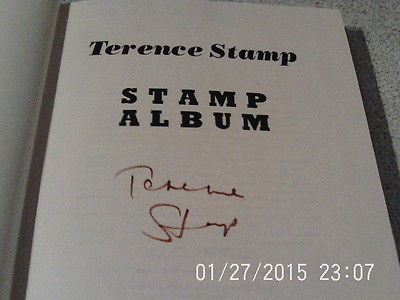 Terence Stamp
STAMP
ALBUM
Terence
Stamp
01/27/2015 23:07